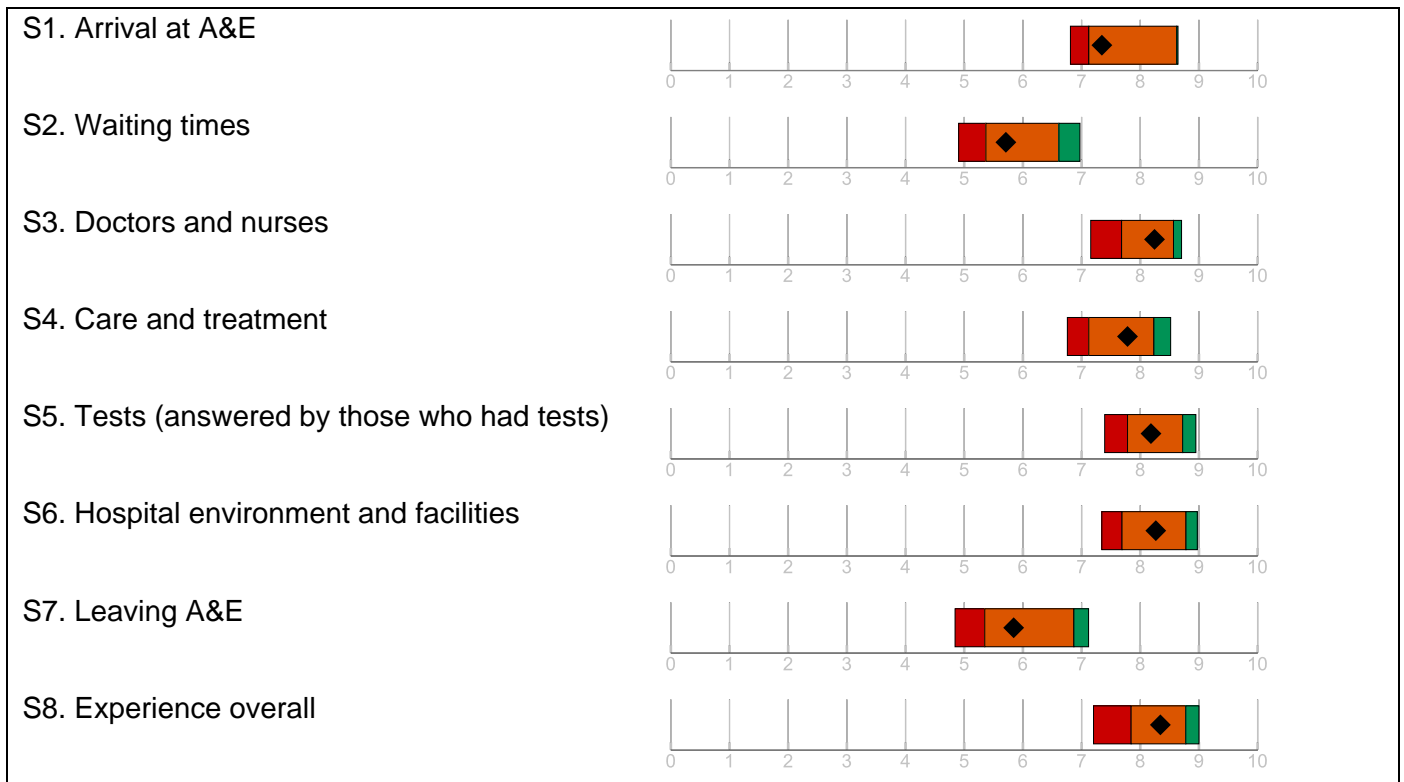 S1. Arrival at A&E
0 1 2 3 4 5 6 7 8 9 10
S2. Waiting times
0 1 2 3 4 5 6 7 8 9 10
S3. Doctors and nurses
0 1 2 3 4 5 6 7 8 9 10
S4. Care and treatment
0 1 2 3 4 5 6 7 8 9 10
S5. Tests (answered by those who had tests)
0 1 2 3 4 5 6 7 8 9 10
S6. Hospital environment and facilities
0 1 2 3 4 5 6 7 8 9 10
S7. Leaving A&E
0 1 2 3 4 5 6 7 8 9 10
S8. Experience overall
0 1 2 3 4 5 6 7 8 9 10